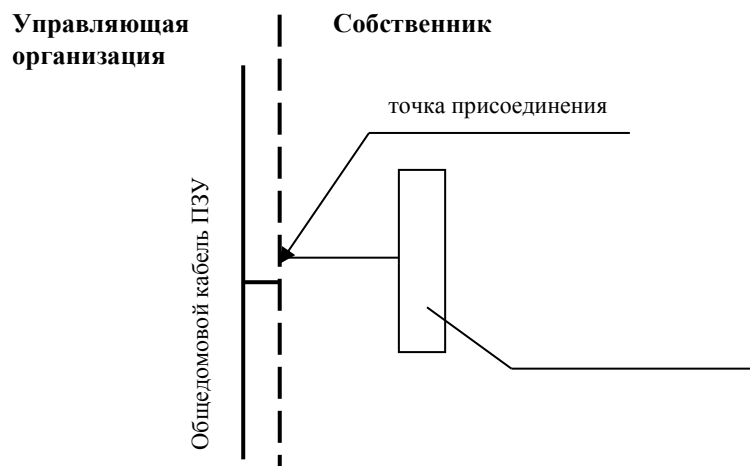 Управляющая
организация
Собственник
точка присоединения
Общедомовой кабель ПЗУ